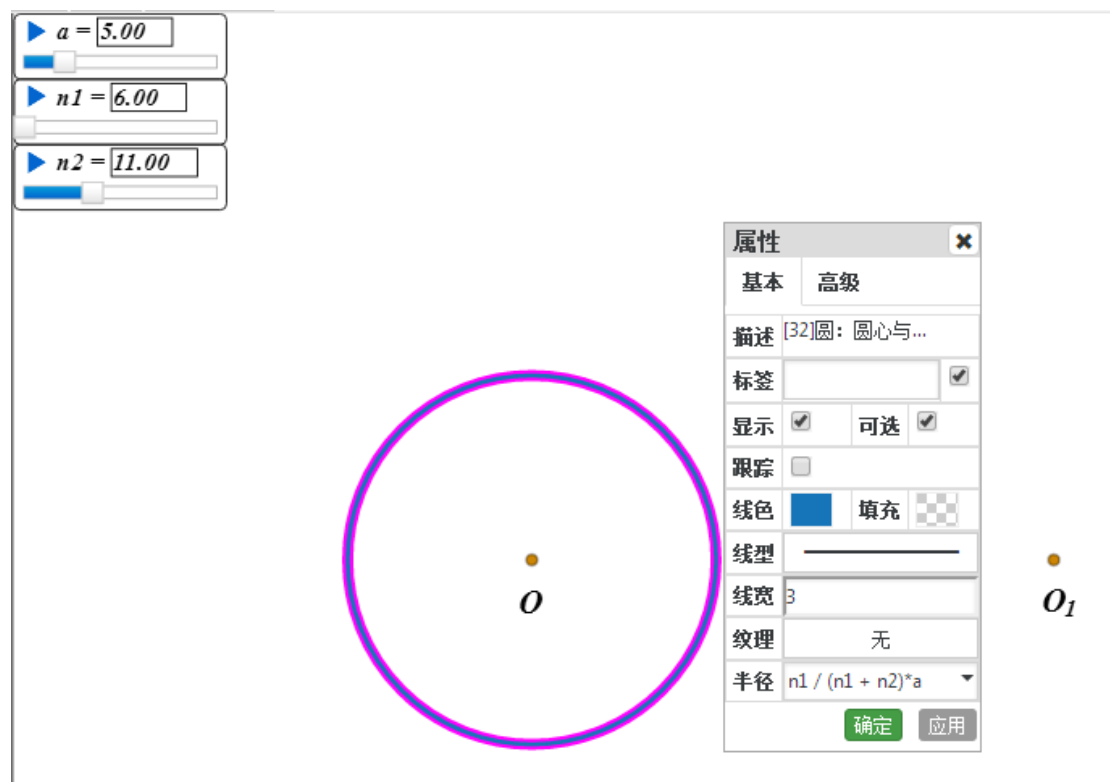 a = 5.00
n1 = 6.00
n2 = 11.00
属性
基本 高级
描述 [32]圆：圆心与...
标签
显示 可选
跟踪
线色 填充
线型
线宽 3
纹理 无
半径 n1 / (n1 + n2)*a
确定 应用
O
O1